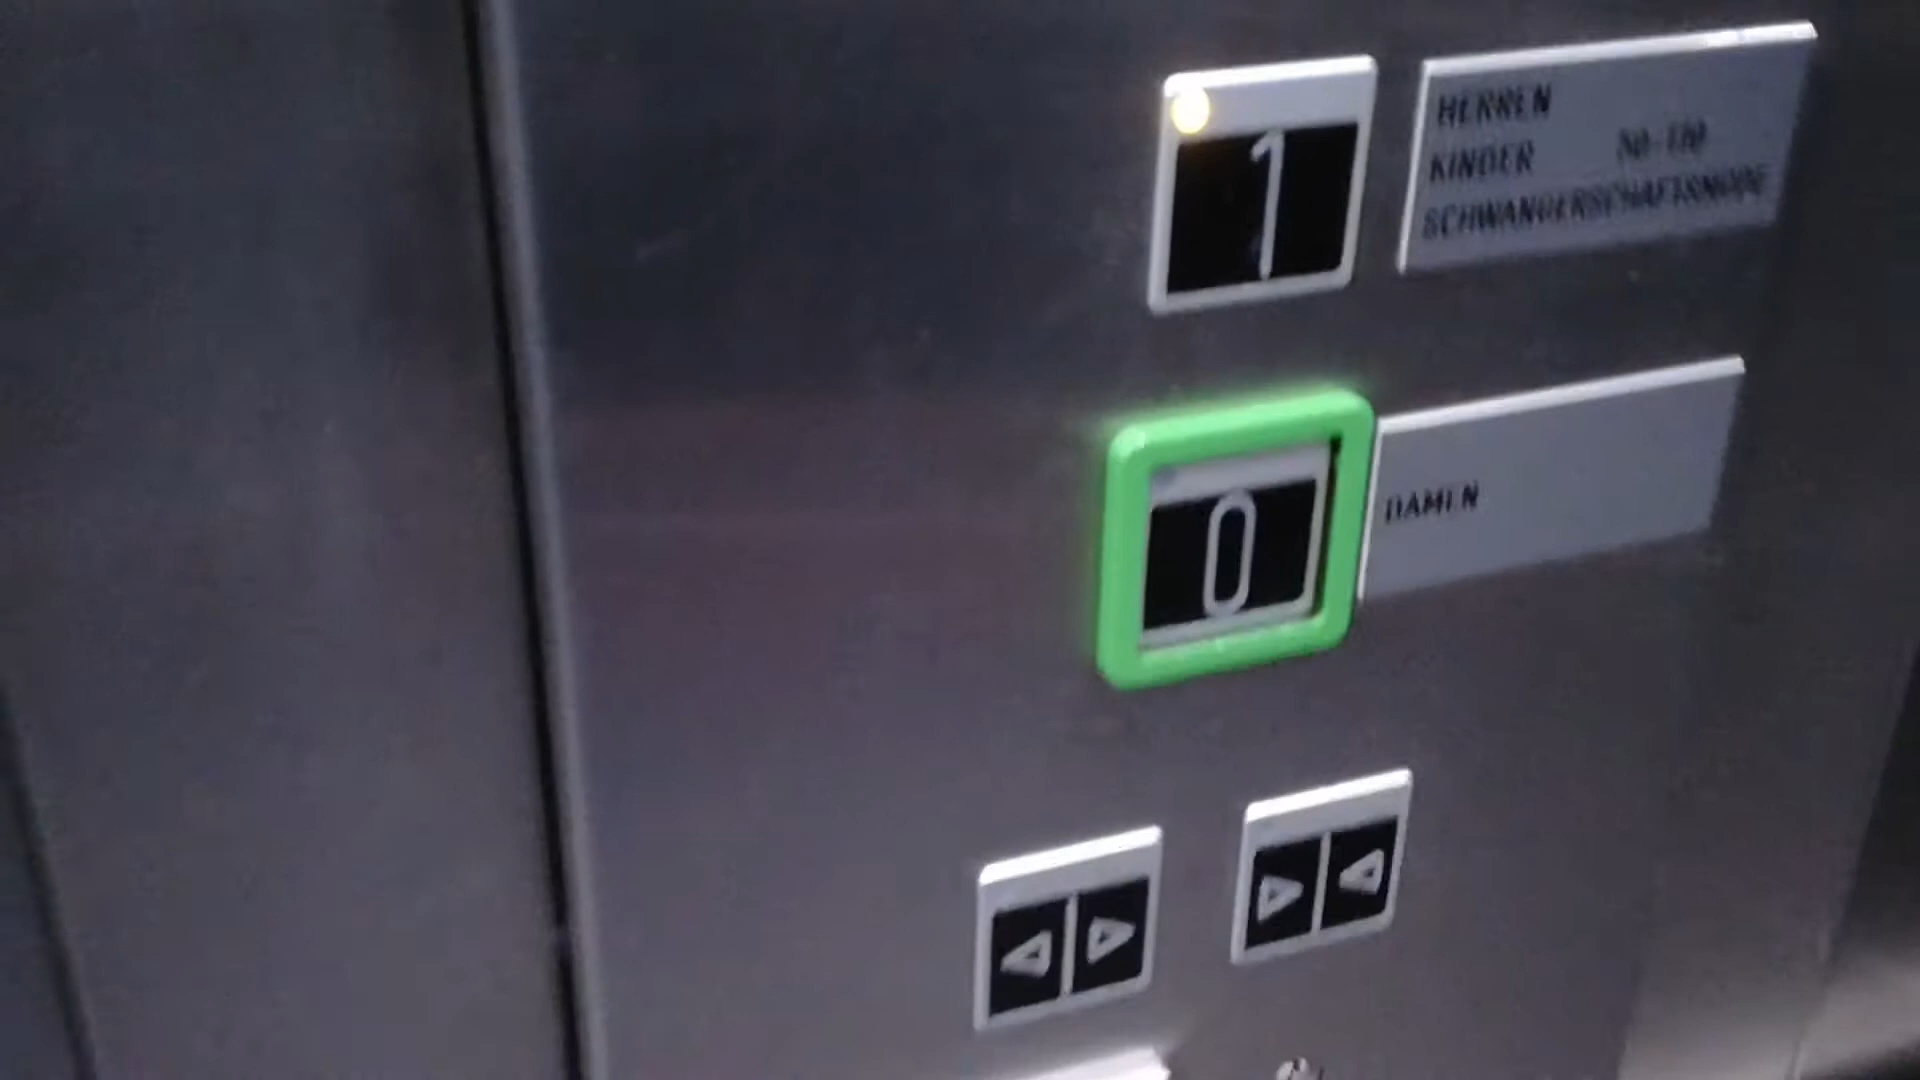 1
HERREN
KINDER
SCHWANGERSCHAFTSMODE
0
DAMEN